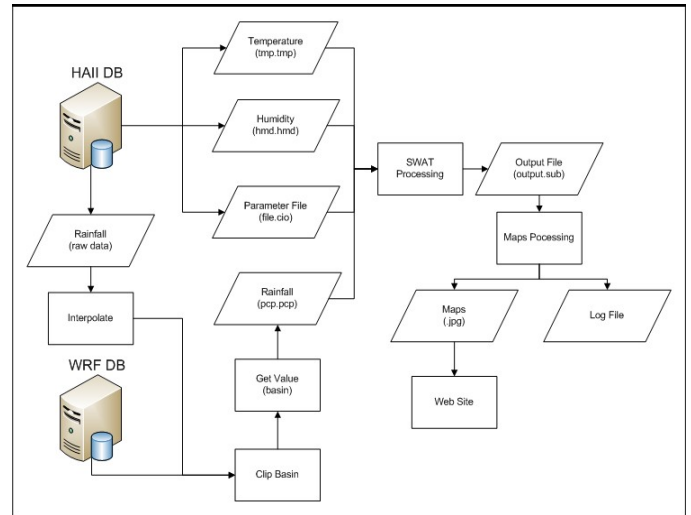 HAII DB
Temperature
(tmp.tmp)
Humidity
(hmd.hmd)
SWAT
Processing
Output File
(output.sub)
Parameter File
(file.cio)
Rainfall
(raw data)
Maps Pocessing
Rainfall
(pcp.pcp)
Interpolate
Maps
(.jpg)
Log File
WRF DB
Get Value
(basin)
Web Site
Clip Basin